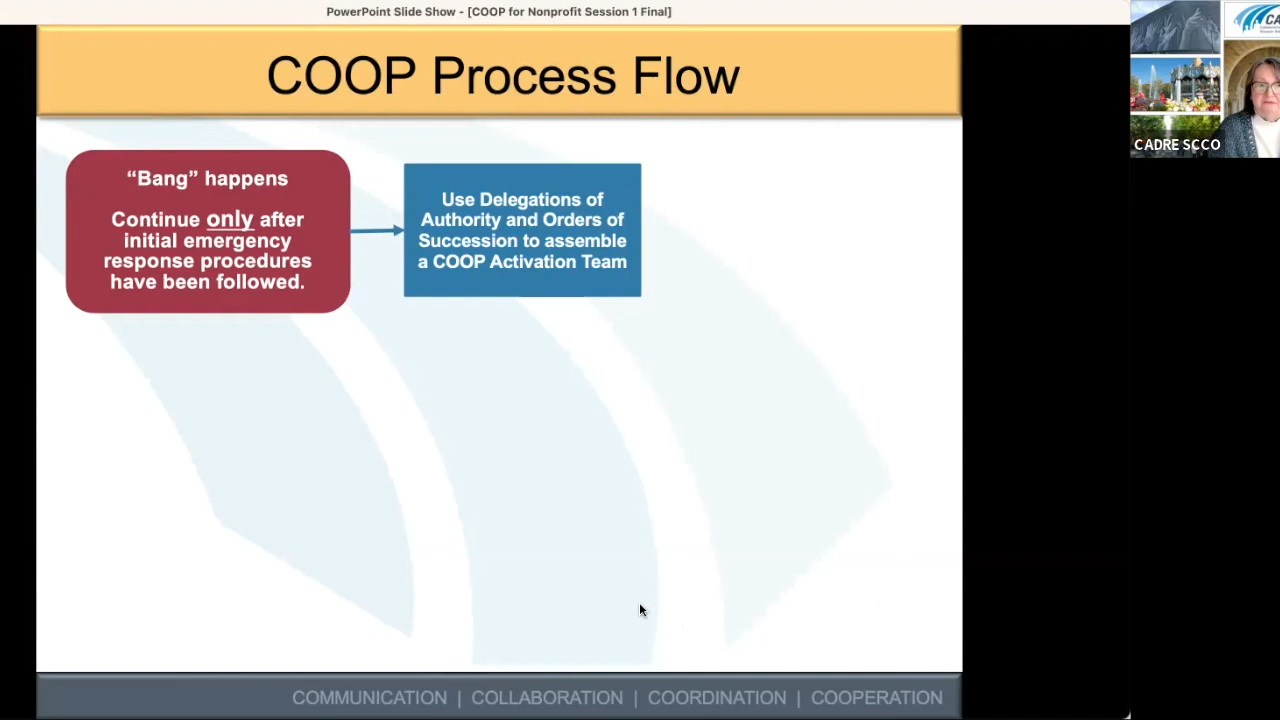 PowerPoint Slide Show - [COOP for Nonprofit Session 1 Final]
COOP Process Flow
“Bang” happens
Continue only after
initial emergency
response procedures
have been followed.
Use Delegations of
Authority and Orders of
Succession to assemble
a COOP Activation Team
CA
CADRE SCCO
COMMUNICATION | COLLABORATION | COORDINATION | COOPERATION